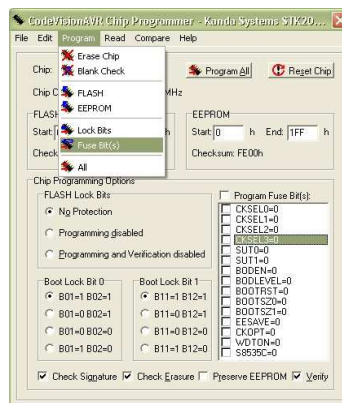 CodeVisionAVR Chip Programmer - Kanda Systems STK20...
File Edit Program Read Compare Help
Erase Chip
Blank Check
FLASH
EEPROM
Lock Bits
Fuse Bit(s)
All
Chip:
Program All
Reset Chip
Chip C
MHz
FLASH
EEPROM
Start:
h
Start: 0 h End: 1FF h
Check
Checksum: FE00h
Chip Programming Options
FLASH Lock Bits
No Protection
Programming disabled
Programming and Verification disabled
Boot Lock Bit 0
B01=1 B02=1
B01=0 B02=1
B01=0 B02=0
B01=1 B02=0
Boot Lock Bit 1
B11=1 B12=1
B11=0 B12=1
B11=0 B12=0
B11=1 B12=0
Program Fuse Bit(s):
CKSEL0=0
CKSEL1=0
CKSEL2=0
CKSEL3=0
SUT0=0
SUT1=0
BODEN=0
BODLEVEL=0
BOOTRST=0
BOOTSZ0=0
BOOTSZ1=0
EESAVE=0
CKOPT=0
WDTON=0
S8535C=0
Check Signature Check Erasure Preserve EEPROM Verify